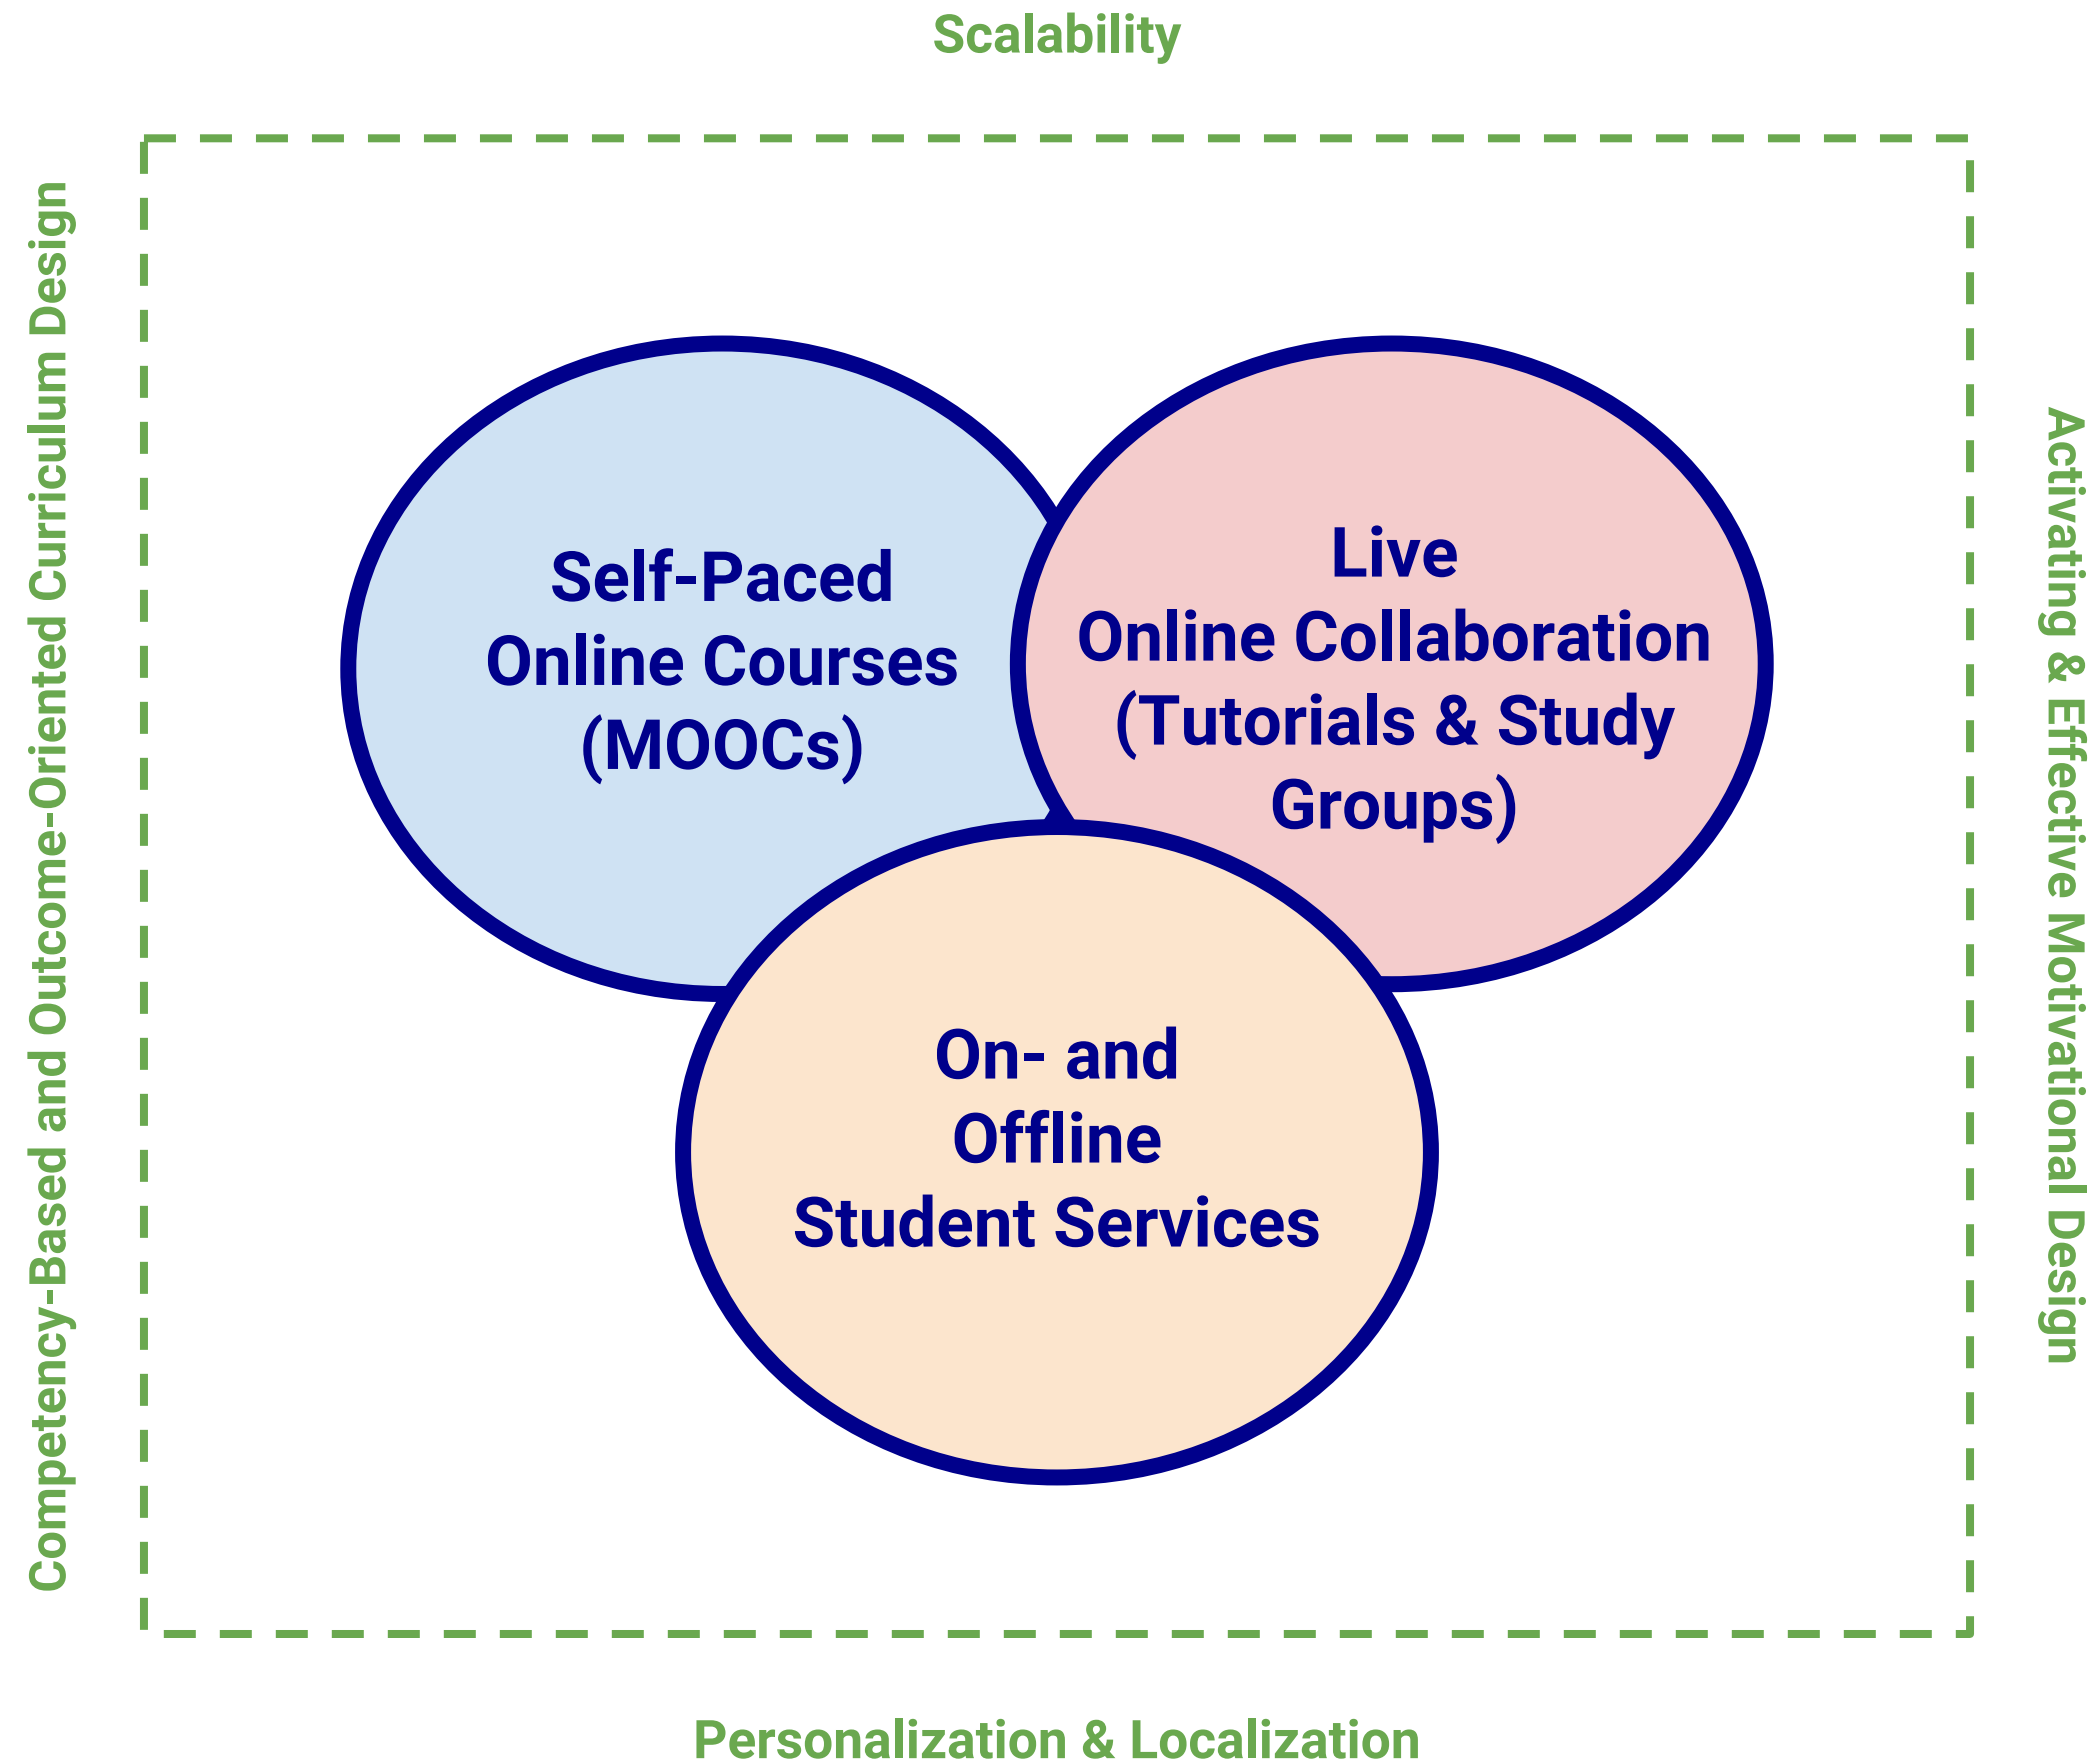 Scalability
Competency-Based and Outcome-Oriented Curriculum Design
Self-Paced
Online Courses
(MOOCs)
Live
Online Collaboration
(Tutorials & Study
Groups)
On- and
Offline
Student Services
Activating & Effective Motivational Design
Personalization & Localization